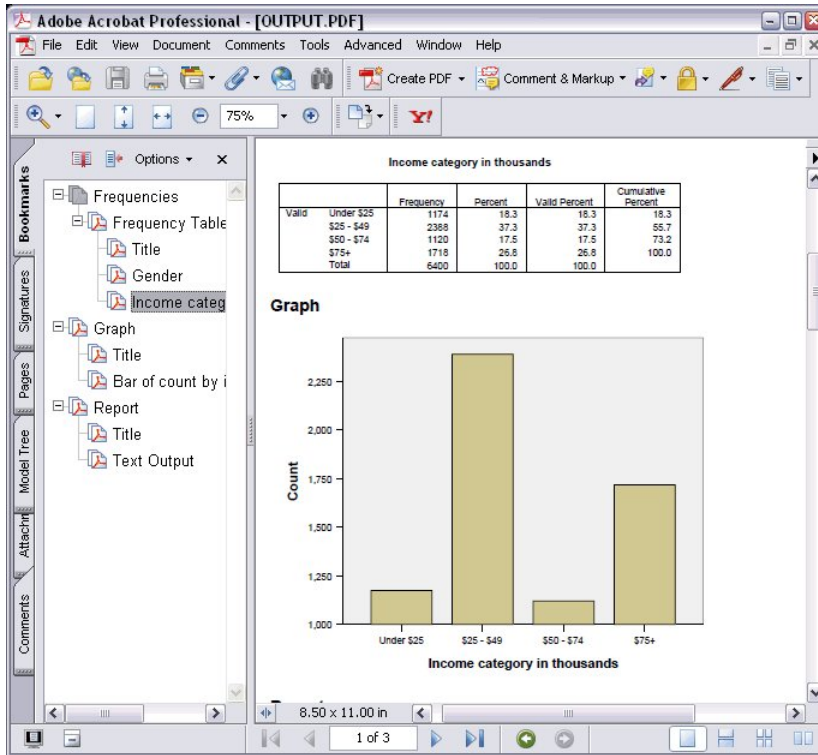 Adobe Acrobat Professional - [OUTPUT.PDF]
File Edit View Document Comments Tools Advanced Window Help
Create PDF Comment & Markup
75% Y!
Bookmarks
Signatures
Pages
Model Tree
Attachn
Comments
Options x
Frequencies
Frequency Table
Title
Gender
Income categ
Graph
Title
Bar of count by i
Report
Title
Text Output
Income category in thousands
Frequency Percent Valid Percent Cumulative Percent
Valid Under $25 1174 18.3 18.3 18.3
$25 - $49 2388 37.3 37.3 55.7
$50 - $74 1120 17.5 17.5 73.2
$75+ 1718 26.8 26.8 100.0
Total 6400 100.0 100.0
Graph
Count
2,250
2,000
1,750
1,500
1,250
1,000
Under $25 $25 - $49 $50 - $74 $75+
Income category in thousands
8.50 x 11.00 in
1 of 3